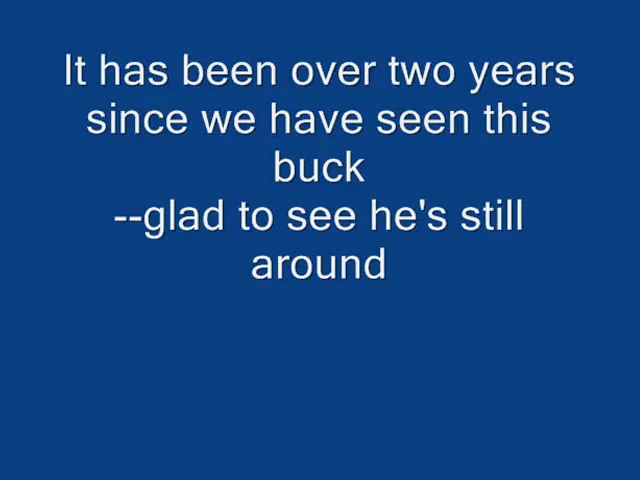 It has been over two years
since we have seen this
buck
--glad to see he's still
around